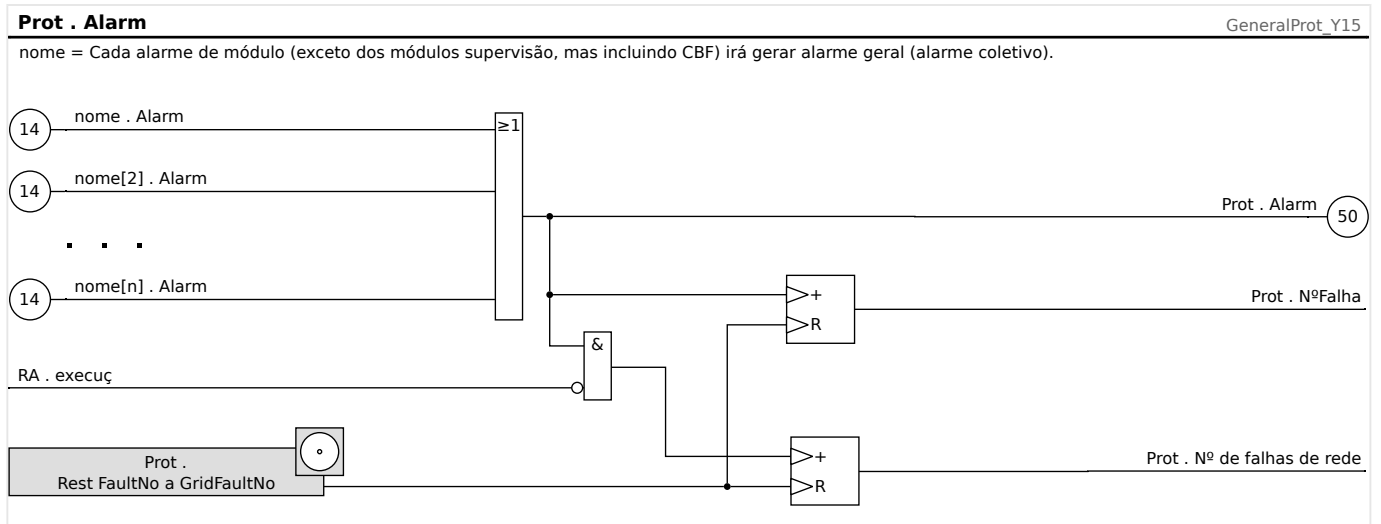 Prot . Alarm
GeneralProt_Y15
nome = Cada alarme de módulo (exceto dos módulos supervisão, mas incluindo CBF) irá gerar alarme geral (alarme coletivo).
14
nome . Alarm
≥1
14
nome[2] . Alarm
Prot . Alarm
50
. . .
14
nome[n] . Alarm
+
R
Prot . NºFalha
&
RA . execuç
Prot .
Rest FaultNo a GridFaultNo
+
R
Prot . Nº de falhas de rede